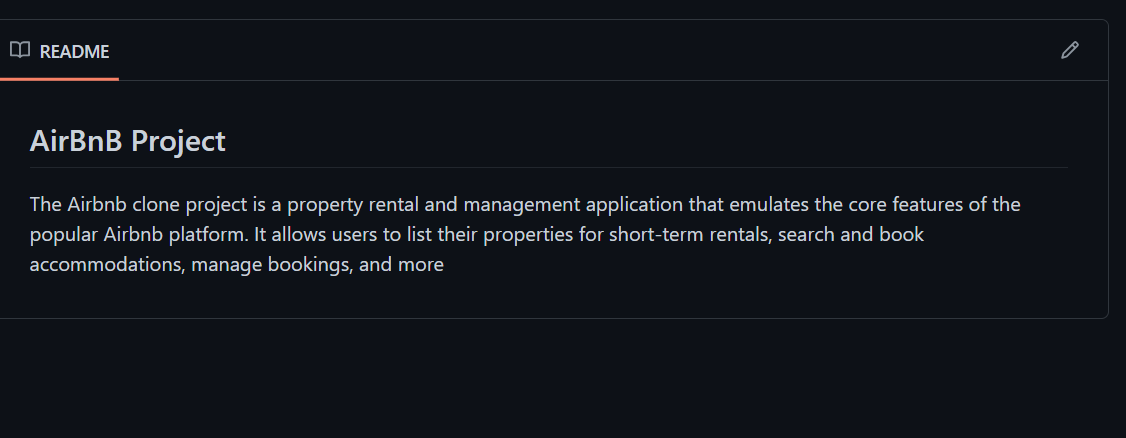 README
AirBnB Project
The Airbnb clone project is a property rental and management application that emulates the core features of the
popular Airbnb platform. It allows users to list their properties for short-term rentals, search and book
accommodations, manage bookings, and more